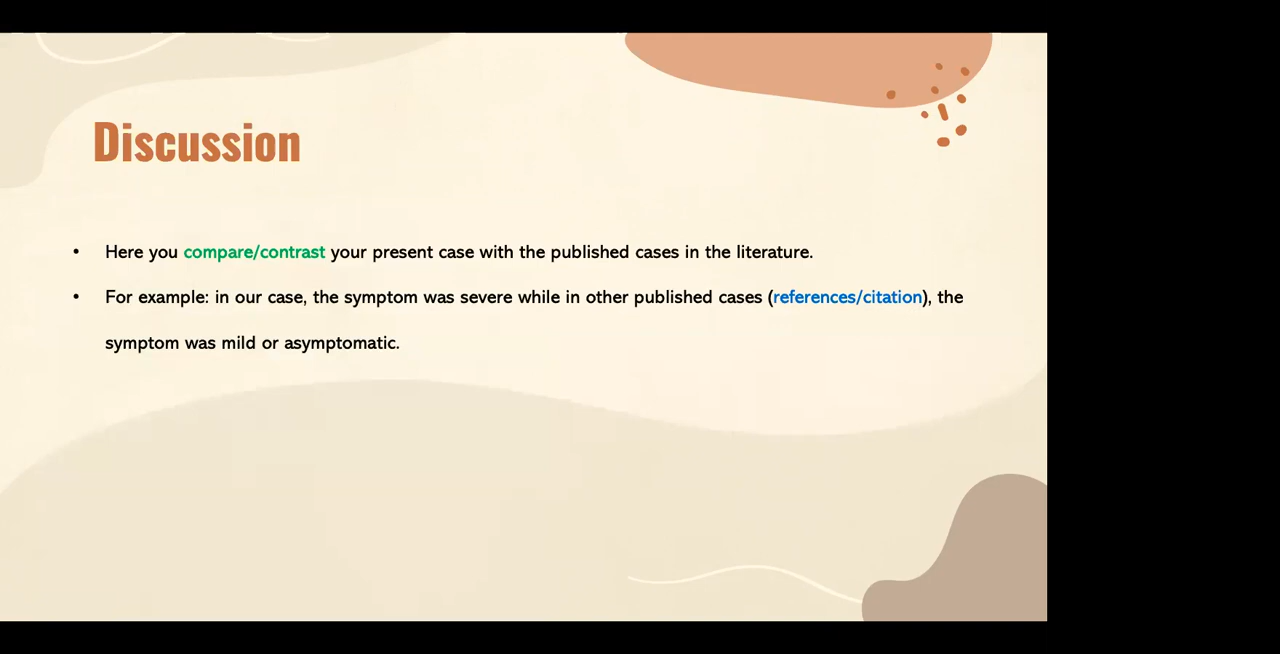 Discussion
• Here you compare/contrast your present case with the published cases in the literature.
• For example: in our case, the symptom was severe while in other published cases (references/citation), the
symptom was mild or asymptomatic.